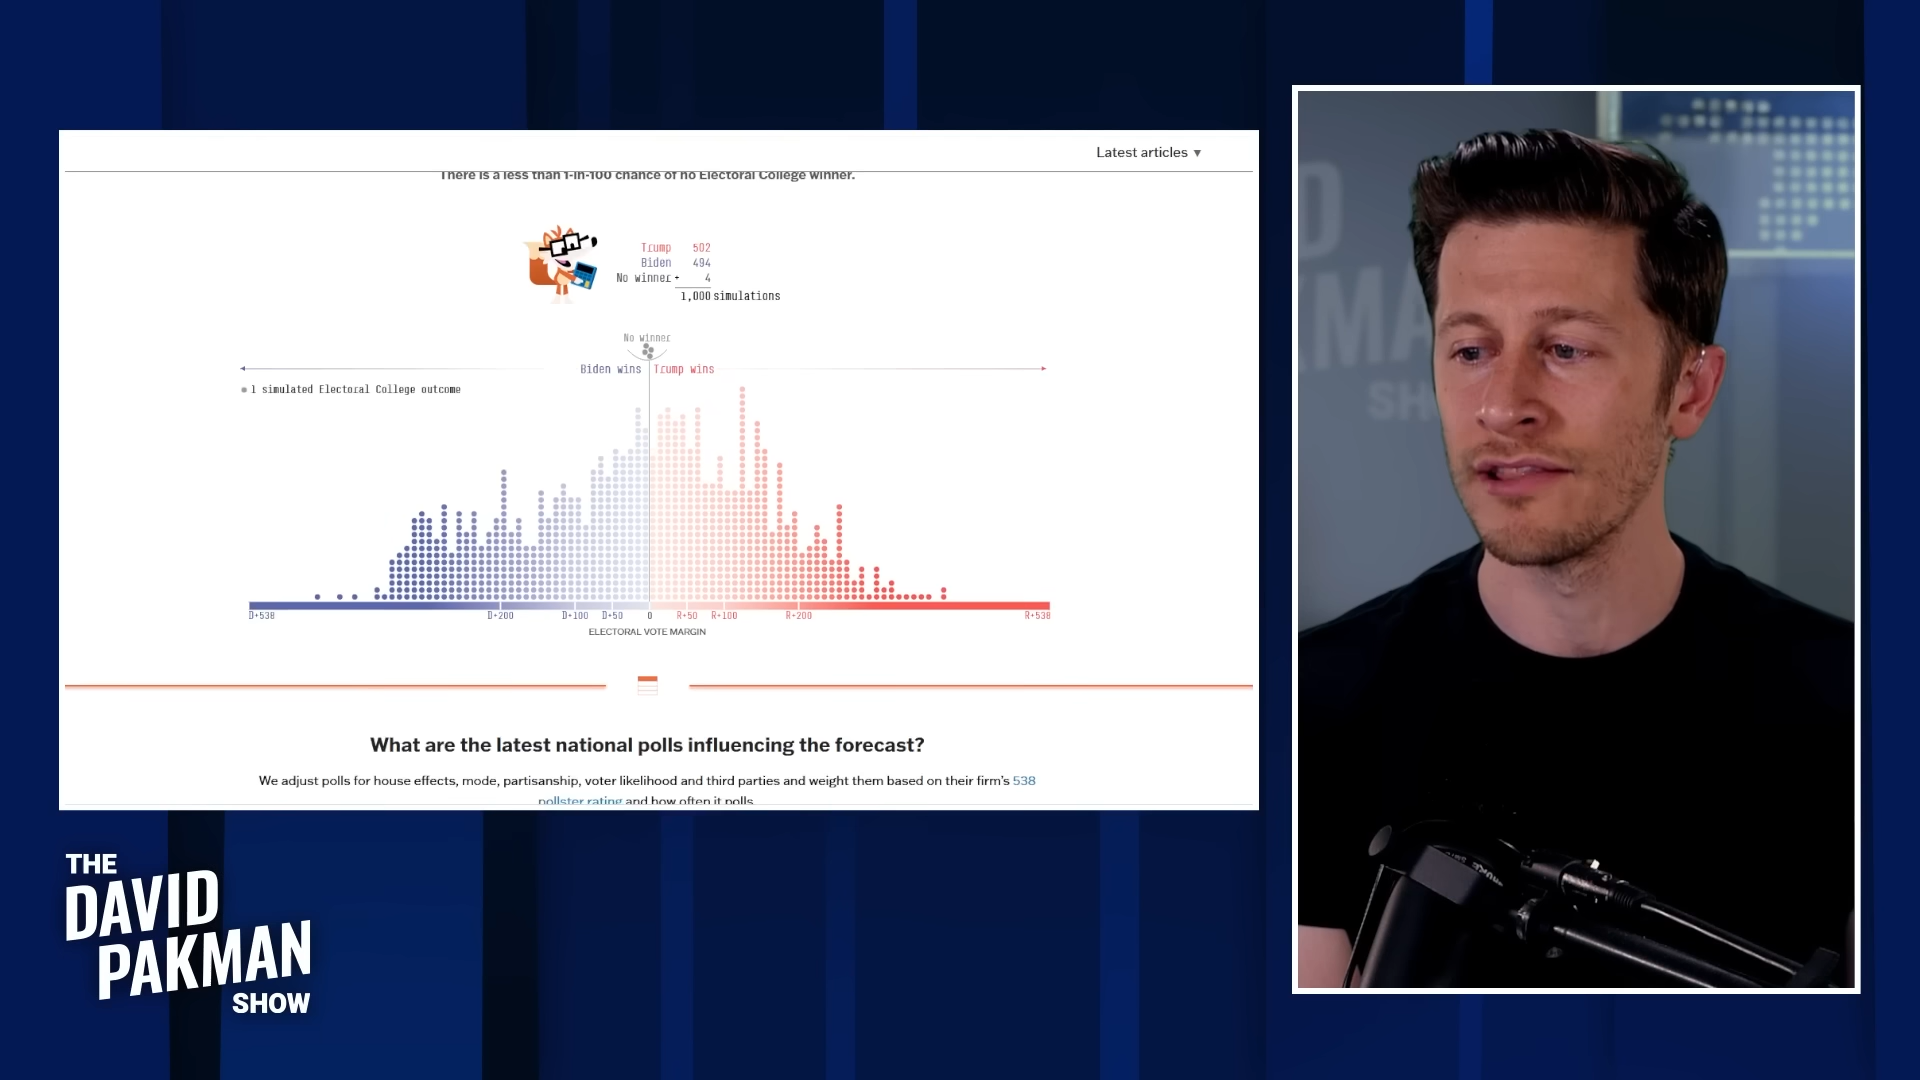 Latest articles ▼
There is a less than 1-in-100 chance of no Electoral College winner.
Trump 502
Biden 494
No winner + 4
1,000 simulations
No winner
Biden wins Trump wins
1 simulated Electoral College outcome
D+538 D+200 D+100 D+50 0 R+50 R+100 R+200 R+538
ELECTORAL VOTE MARGIN
What are the latest national polls influencing the forecast?
We adjust polls for house effects, mode, partisanship, voter likelihood and third parties and weight them based on their firm's 538
pollster rating and how often it polls.
THE
DAVID
PAKMAN
SHOW